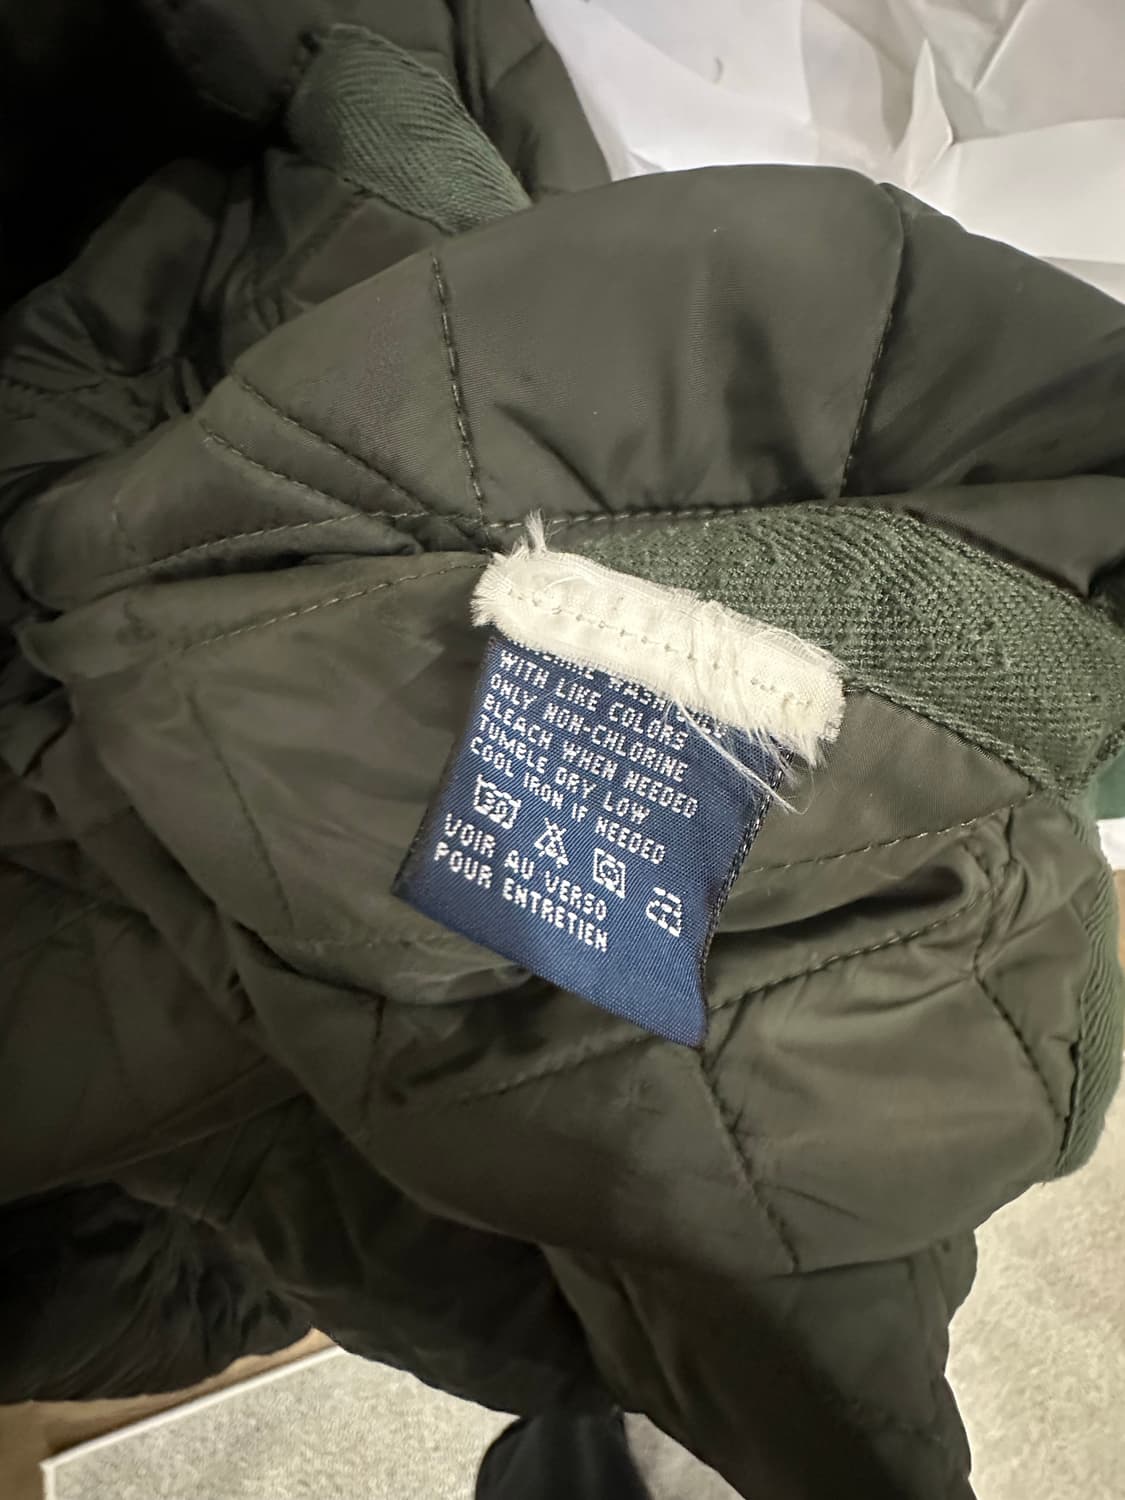 WITH LIKE COLORS
ONLY NON-CHLORINE
BLEACH WHEN NEEDED
TUMBLE DRY LOW
COOL IRON IF NEEDED
30
VOIR AU VERSO
POUR ENTRETIEN